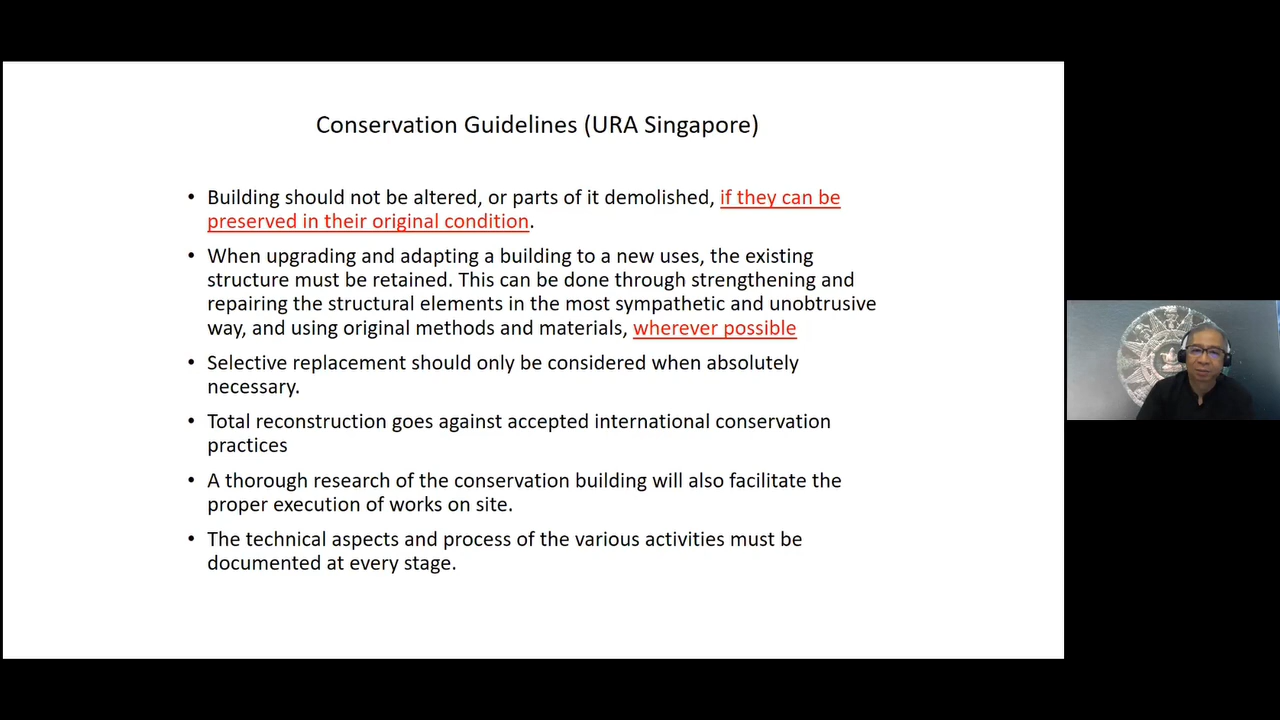 Conservation Guidelines (URA Singapore)
• Building should not be altered, or parts of it demolished, if they can be
preserved in their original condition.
• When upgrading and adapting a building to a new uses, the existing
structure must be retained. This can be done through strengthening and
repairing the structural elements in the most sympathetic and unobtrusive
way, and using original methods and materials, wherever possible
• Selective replacement should only be considered when absolutely
necessary.
• Total reconstruction goes against accepted international conservation
practices
• A thorough research of the conservation building will also facilitate the
proper execution of works on site.
• The technical aspects and process of the various activities must be
documented at every stage.